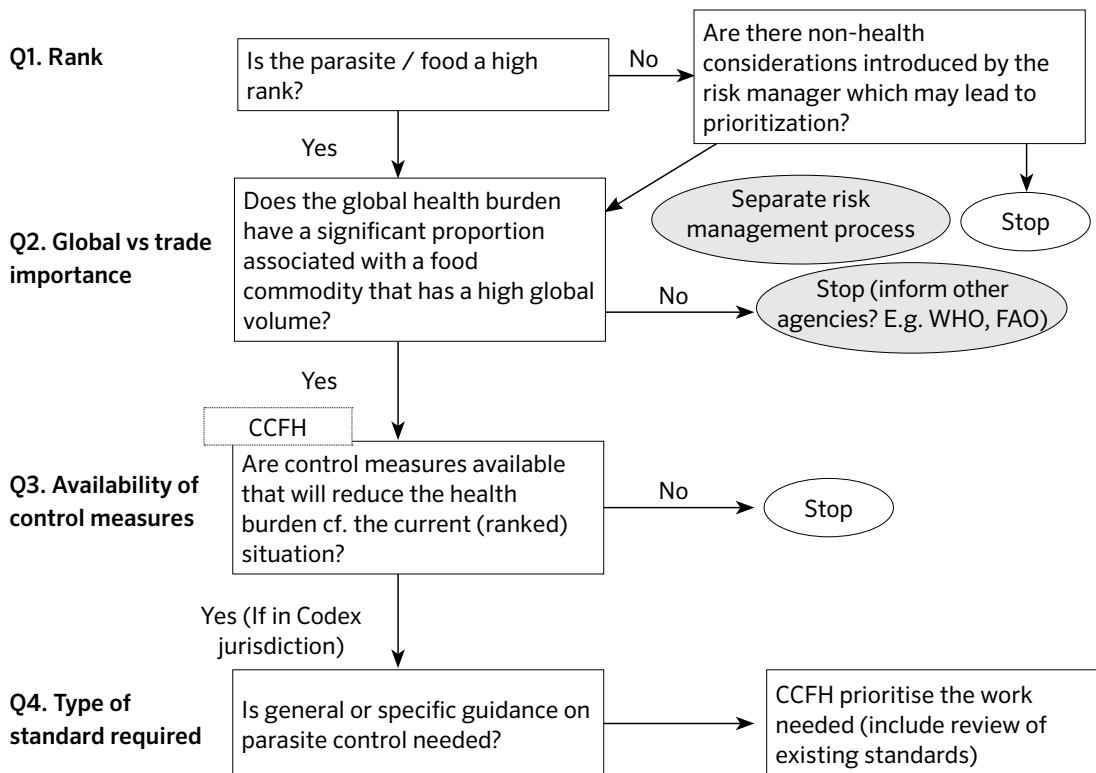 Q1. Rank
Is the parasite / food a high
rank?
No
Are there non-health
considerations introduced by the
risk manager which may lead to
prioritization?
Yes
Q2. Global vs trade
importance
Does the global health burden
have a significant proportion
associated with a food
commodity that has a high global
volume?
Separate risk
management process
Stop
No
Stop (inform other
agencies? E.g. WHO, FAO)
Yes
CCFH
Q3. Availability of
control measures
Are control measures available
that will reduce the health
burden cf. the current (ranked)
situation?
No
Stop
Yes (If in Codex
jurisdiction)
Q4. Type of
standard required
Is general or specific guidance on
parasite control needed?
CCFH prioritise the work
needed (include review of
existing standards)